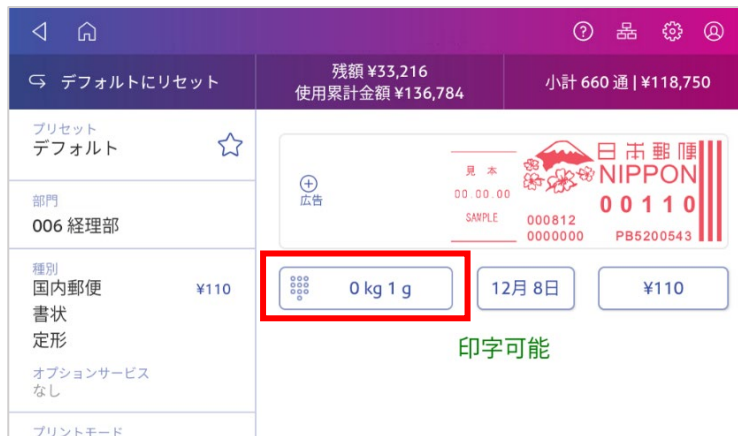 デフォルトにリセット
残額 ¥33,216
使用累計金額 ¥136,784
小計 660 通 | ¥118,750
プリセット
デフォルト
部門
006 経理部
種別
国内郵便 ¥110
書状
定形
オプションサービス
なし
プリントモード
広告
見 本
00.00.00
SAMPLE
日本郵便
NIPPON
00110
000812
0000000 PB5200543
0 kg 1 g
12月 8日
¥110
印字可能